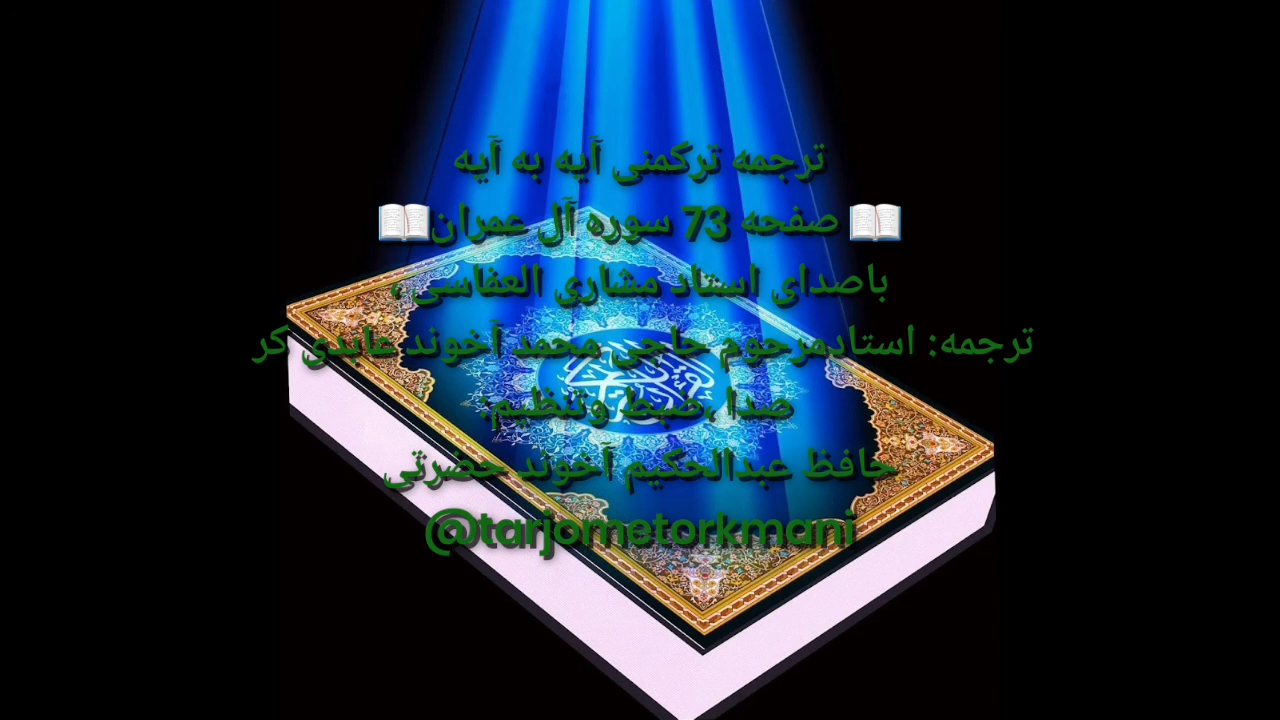 ترجمه ترکمنی آیه به آیه
📖 صفحه 73 سوره آل عمران📖
باصدای استاد مشاری العفاسی ،
ترجمه: استادمرحوم حاجی محمد آخوند عابدی کر
صدا ،ضبط وتنظیم:
حافظ عبدالحکیم آخوند حضرتی
@tarjometorkmani